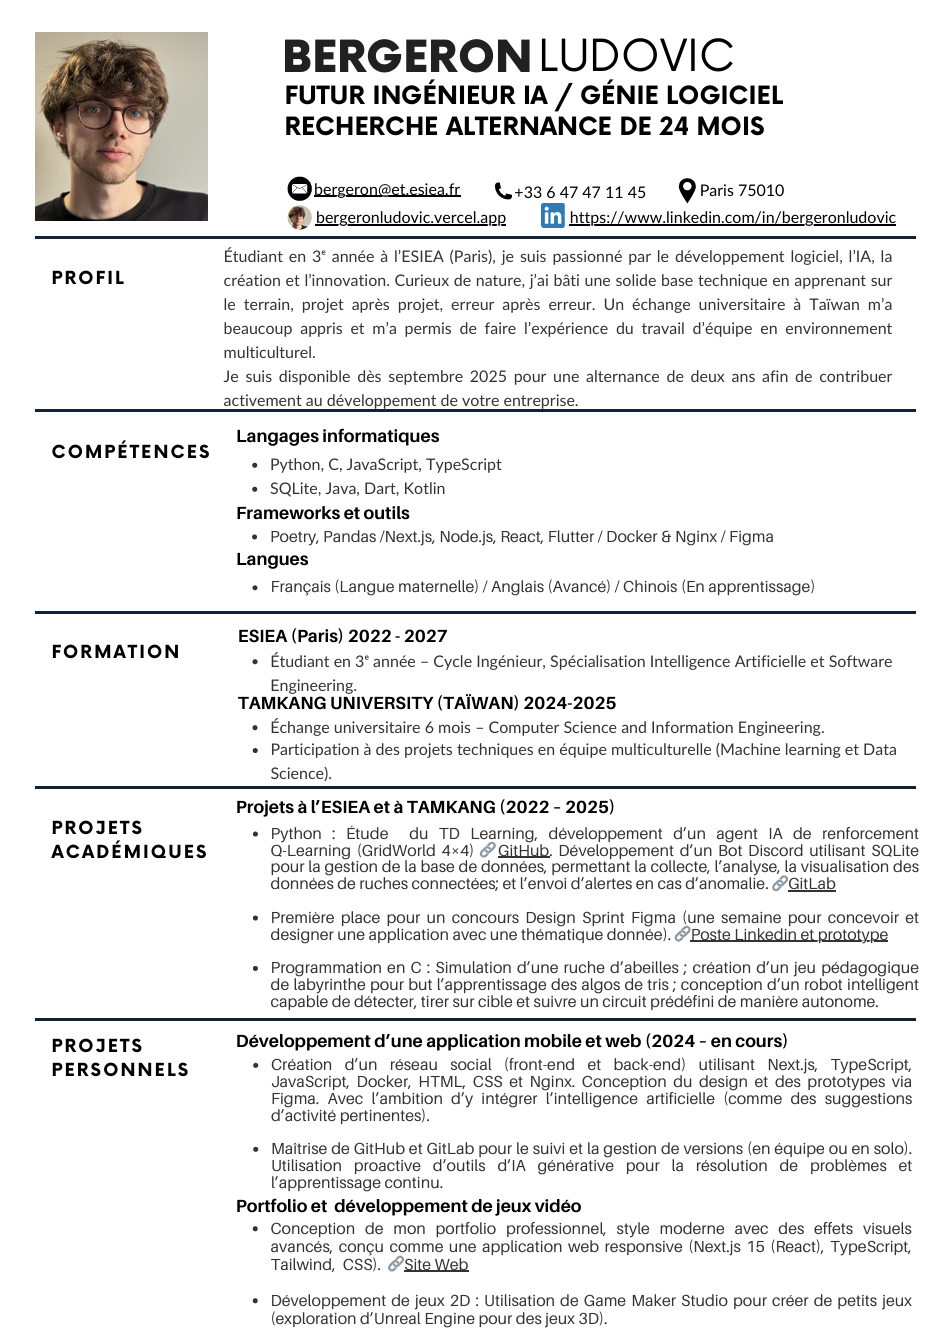 BERGERON LUDOVIC
FUTUR INGÉNIEUR IA / GÉNIE LOGICIEL
RECHERCHE ALTERNANCE DE 24 MOIS
bergeron@et.esiea.fr +33 6 47 47 11 45 Paris 75010
bergeronludovic.vercel.app https://www.linkedin.com/in/bergeronludovic
PROFIL
Étudiant en 3ᵉ année à l’ESIEA (Paris), je suis passionné par le développement logiciel, l’IA, la
création et l’innovation. Curieux de nature, j’ai bâti une solide base technique en apprenant sur
le terrain, projet après projet, erreur après erreur. Un échange universitaire à Taïwan m’a
beaucoup appris et m’a permis de faire l’expérience du travail d’équipe en environnement
multiculturel.
Je suis disponible dès septembre 2025 pour une alternance de deux ans afin de contribuer
activement au développement de votre entreprise.
COMPÉTENCES
Langages informatiques
• Python, C, JavaScript, TypeScript
• SQLite, Java, Dart, Kotlin
Frameworks et outils
• Poetry, Pandas /Next.js, Node.js, React, Flutter / Docker & Nginx / Figma
Langues
• Français (Langue maternelle) / Anglais (Avancé) / Chinois (En apprentissage)
FORMATION
ESIEA (Paris) 2022 - 2027
• Étudiant en 3ᵉ année – Cycle Ingénieur, Spécialisation Intelligence Artificielle et Software
Engineering.
TAMKANG UNIVERSITY (TAÏWAN) 2024-2025
• Échange universitaire 6 mois – Computer Science and Information Engineering.
• Participation à des projets techniques en équipe multiculturelle (Machine learning et Data
Science).
PROJETS
ACADÉMIQUES
Projets à l’ESIEA et à TAMKANG (2022 – 2025)
• Python : Étude du TD Learning, développement d’un agent IA de renforcement
Q-Learning (GridWorld 4×4) 🔗GitHub. Développement d’un Bot Discord utilisant SQLite
pour la gestion de la base de données, permettant la collecte, l’analyse, la visualisation des
données de ruches connectées; et l’envoi d’alertes en cas d’anomalie. 🔗GitLab
• Première place pour un concours Design Sprint Figma (une semaine pour concevoir et
designer une application avec une thématique donnée). 🔗Poste Linkedin et prototype
• Programmation en C : Simulation d’une ruche d’abeilles ; création d’un jeu pédagogique
de labyrinthe pour but l’apprentissage des algos de tris ; conception d’un robot intelligent
capable de détecter, tirer sur cible et suivre un circuit prédéfini de manière autonome.
PROJETS
PERSONNELS
Développement d’une application mobile et web (2024 – en cours)
• Création d’un réseau social (front-end et back-end) utilisant Next.js, TypeScript,
JavaScript, Docker, HTML, CSS et Nginx. Conception du design et des prototypes via
Figma. Avec l’ambition d’y intégrer l’intelligence artificielle (comme des suggestions
d’activité pertinentes).
• Maîtrise de GitHub et GitLab pour le suivi et la gestion de versions (en équipe ou en solo).
Utilisation proactive d’outils d’IA générative pour la résolution de problèmes et
l’apprentissage continu.
Portfolio et développement de jeux vidéo
• Conception de mon portfolio professionnel, style moderne avec des effets visuels
avancés, conçu comme une application web responsive (Next.js 15 (React), TypeScript,
Tailwind, CSS). 🔗Site Web
• Développement de jeux 2D : Utilisation de Game Maker Studio pour créer de petits jeux
(exploration d’Unreal Engine pour des jeux 3D).